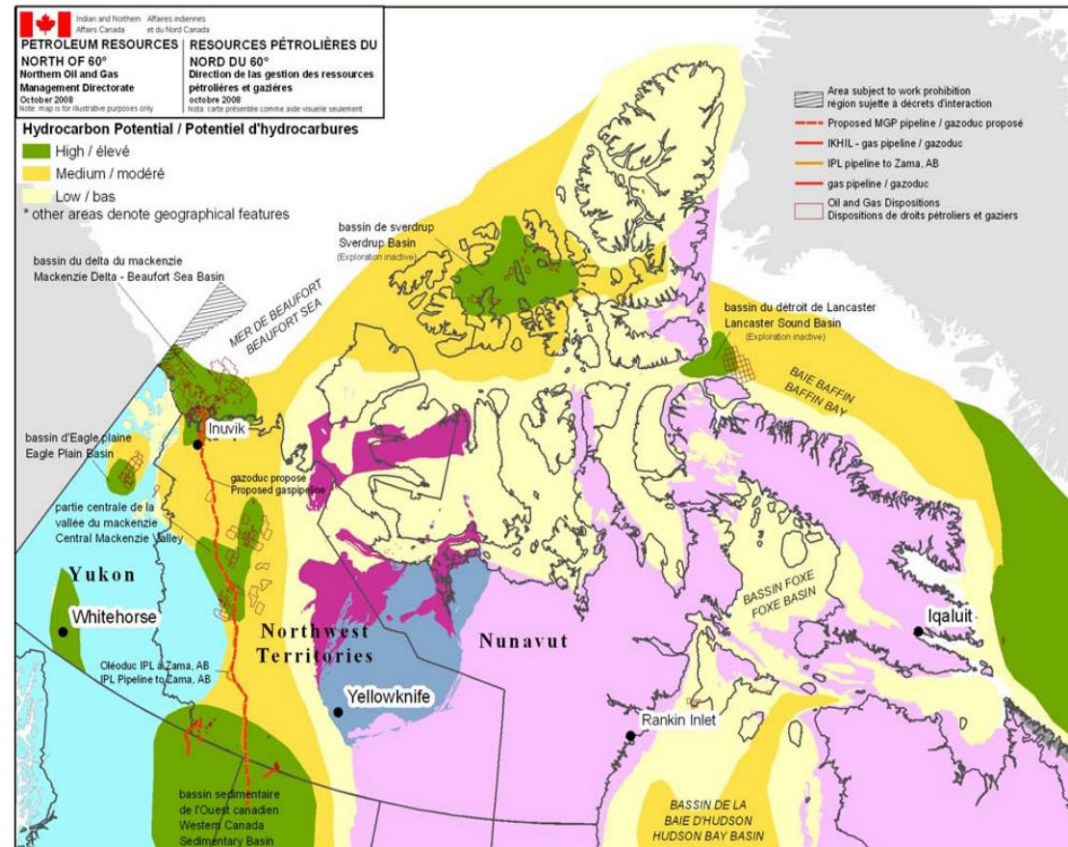 Indian and Northern Affaires indiennes
Affairs Canada et du Nord Canada
PETROLEUM RESOURCES
NORTH OF 60°
Northern Oil and Gas
Management Directorate
October 2008
Note: map is for illustrative purposes only
RESOURCES PÉTROLIÈRES DU
NORD DU 60°
Direction de las gestion des ressources
pétrolières et gazières
octobre 2008
Nota: carte présentée comme aide visuelle seulement
Hydrocarbon Potential / Potentiel d'hydrocarbures
High / élevé
Medium / modéré
Low / bas
* other areas denote geographical features
Area subject to work prohibition
région sujette à décrets d'interaction
Proposed MGP pipeline / gazoduc proposé
IKHIL - gas pipeline / gazoduc
IPL pipeline to Zama, AB
gas pipeline / gazoduc
Oil and Gas Dispositions
Dispositions de droits pétroliers et gaziers
bassin de sverdrup
Sverdrup Basin
(Exploration inactive)
bassin du delta du mackenzie
Mackenzie Delta - Beaufort Sea Basin
MER DE BEAUFORT
BEAUFORT SEA
bassin du détroit de Lancaster
Lancaster Sound Basin
(Exploration inactive)
BAIE BAFFIN
BAFFIN BAY
Inuvik
bassin d'Eagle plaine
Eagle Plain Basin
gazoduc proposé
Proposed gaspipeline
partie centrale de la
vallée du mackenzie
Central Mackenzie Valley
Yukon
Whitehorse
Northwest
Territories
Nunavut
BASSIN FOXE
FOXE BASIN
Iqaluit
Oléoduc IPL à Zama, AB
IPL Pipeline to Zama, AB
Yellowknife
Rankin Inlet
bassin sedimentaire
de l'Ouest canadien
Western Canada
Sedimentary Basin
BASSIN DE LA
BAIE D'HUDSON
HUDSON BAY BASIN